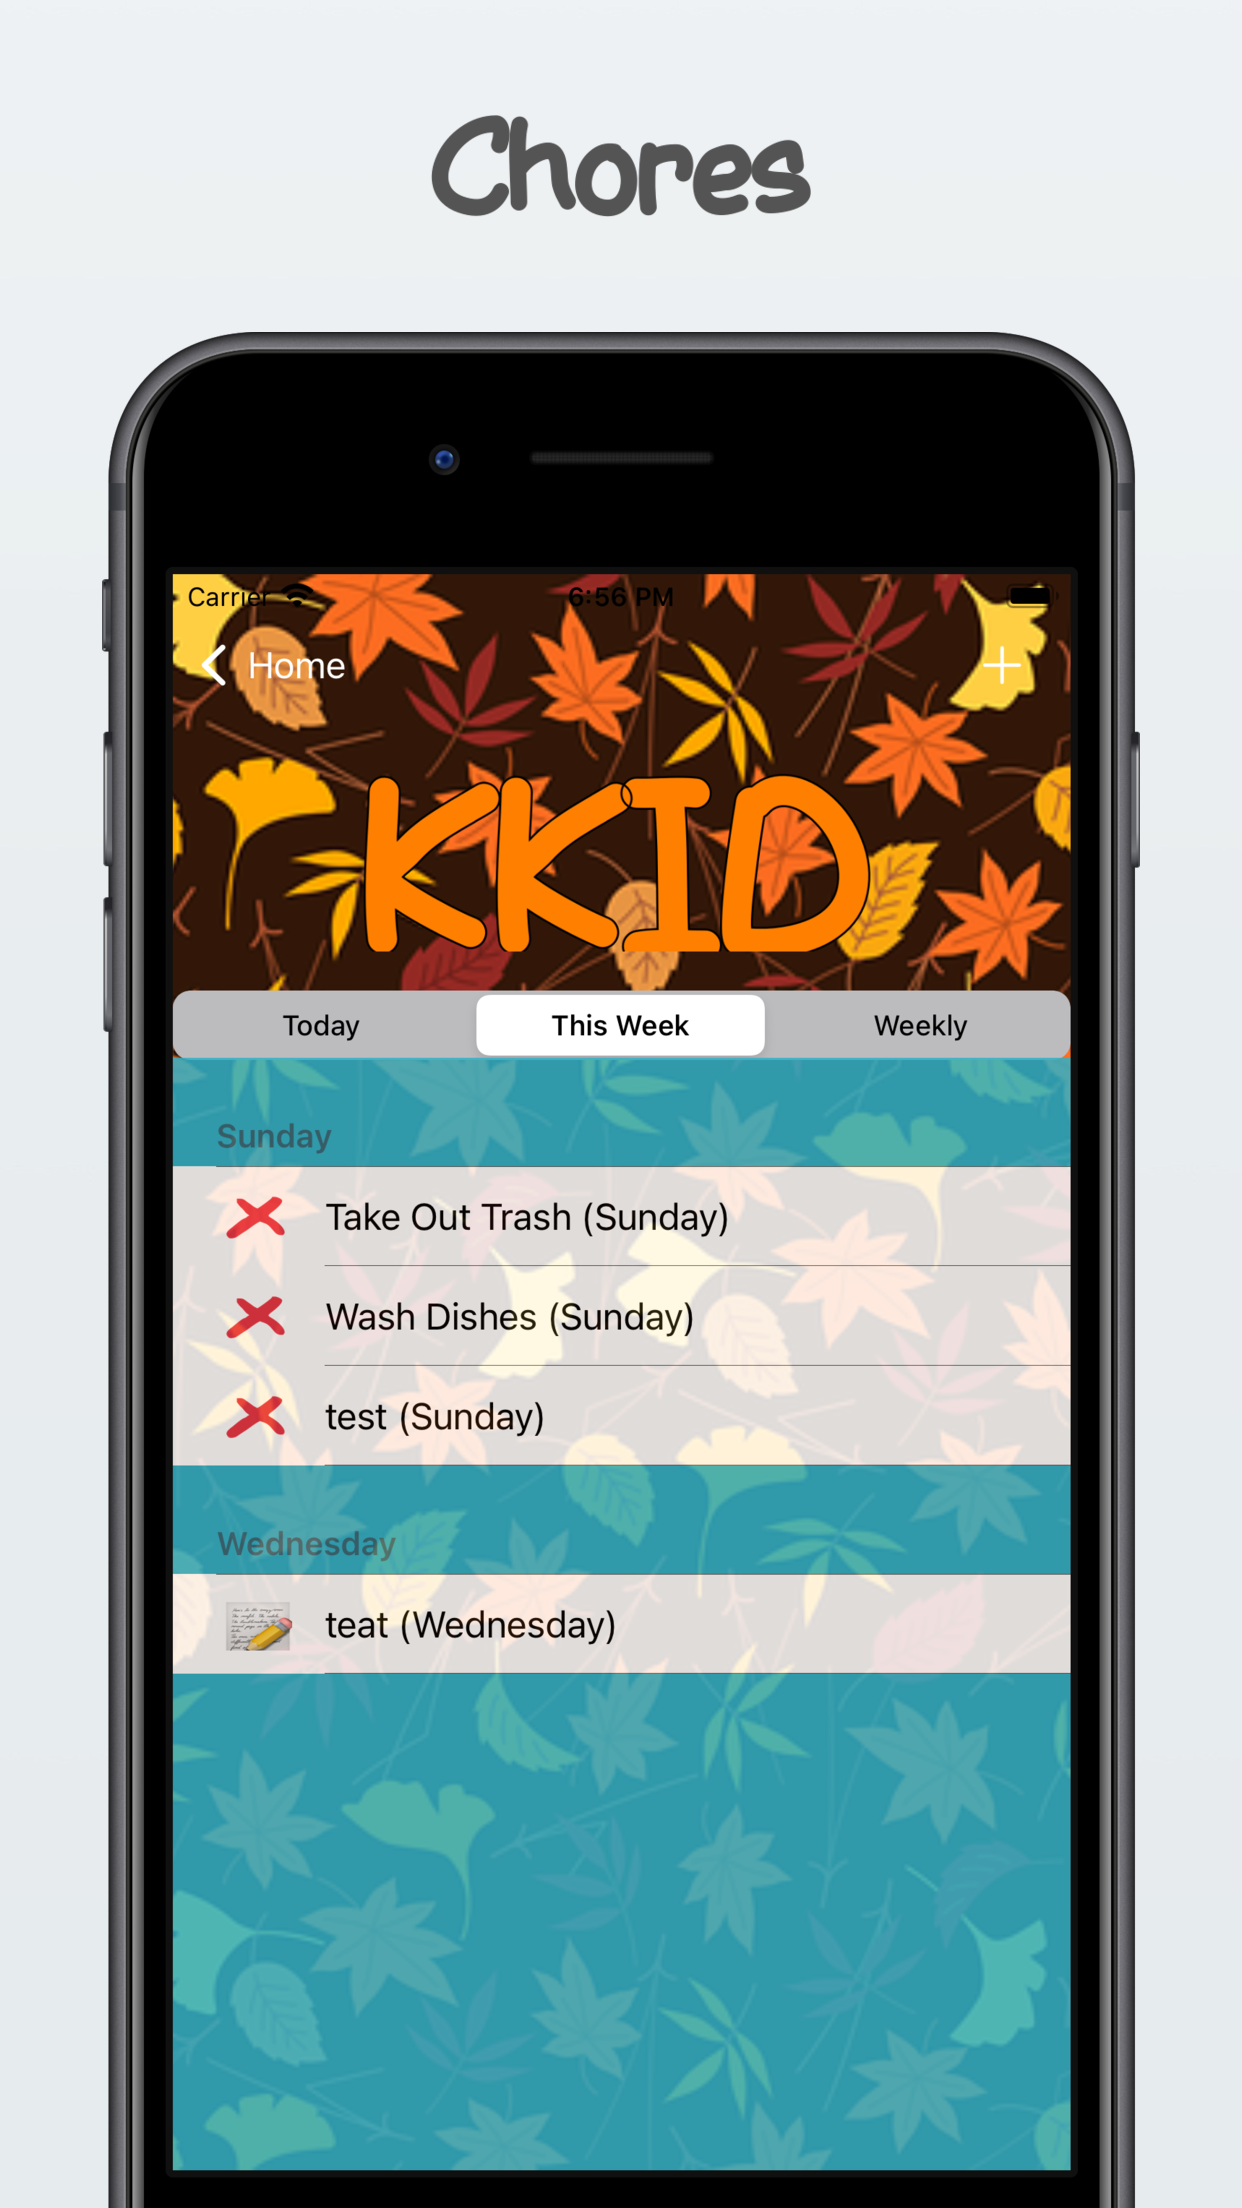 Chores
Carrier 6:56 PM
Home
KKID
Today This Week Weekly
Sunday
Take Out Trash (Sunday)
Wash Dishes (Sunday)
test (Sunday)
Wednesday
teat (Wednesday)